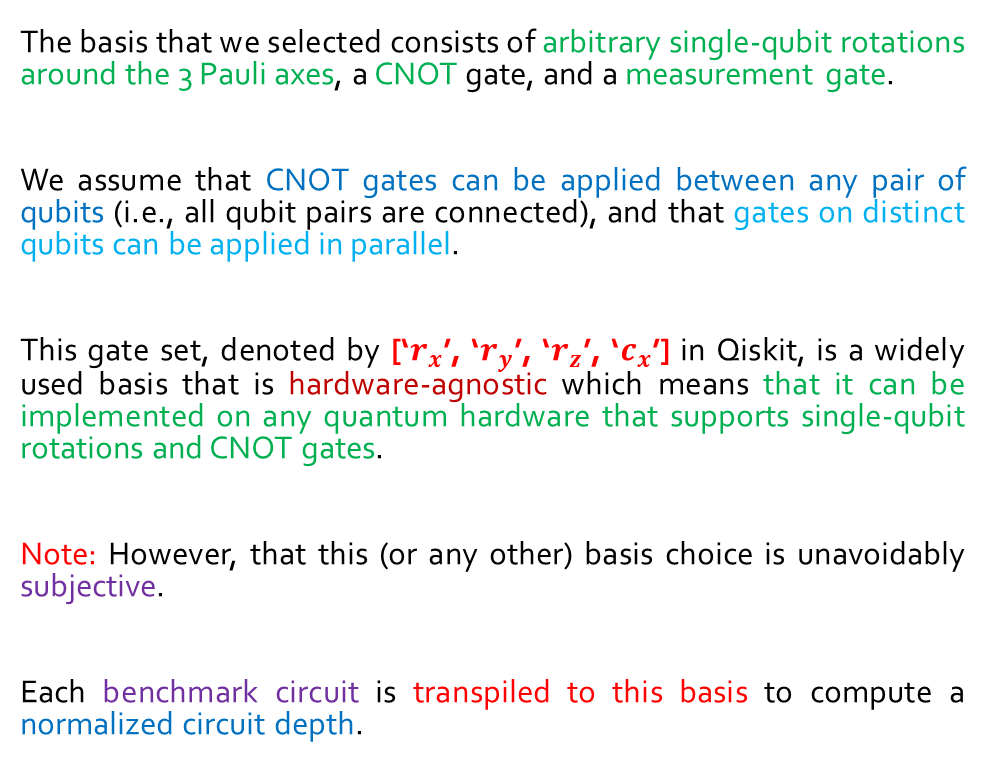 The basis that we selected consists of arbitrary single-qubit rotations
around the 3 Pauli axes, a CNOT gate, and a measurement gate.
We assume that CNOT gates can be applied between any pair of
qubits (i.e., all qubit pairs are connected), and that gates on distinct
qubits can be applied in parallel.
This gate set, denoted by [‘r_x’, ‘r_y’, ‘r_z’, ‘c_x’] in Qiskit, is a widely
used basis that is hardware-agnostic which means that it can be
implemented on any quantum hardware that supports single-qubit
rotations and CNOT gates.
Note: However, that this (or any other) basis choice is unavoidably
subjective.
Each benchmark circuit is transpiled to this basis to compute a
normalized circuit depth.